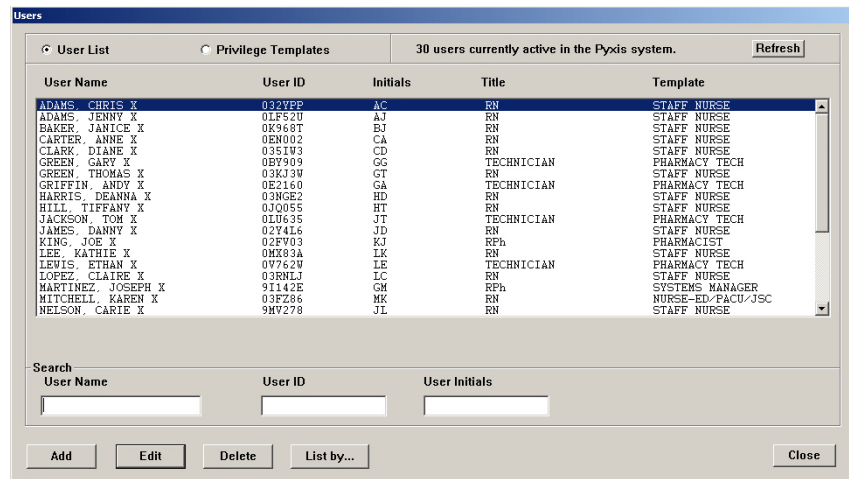 Users
User List Privilege Templates 30 users currently active in the Pyxis system. Refresh
User Name User ID Initials Title Template
ADAMS, CHRIS X 032YPP AC RN STAFF NURSE
ADAMS, JENNY X 0LF52U AJ RN STAFF NURSE
BAKER, JANICE X 0K968T BJ RN STAFF NURSE
CARTER, ANNE X 0EN002 CA RN STAFF NURSE
CLARK, DIANE X 035IW3 CD RN STAFF NURSE
GREEN, GARY X 0BY909 GG TECHNICIAN PHARMACY TECH
GREEN, THOMAS X 03KJ3W GT RN STAFF NURSE
GRIFFIN, ANDY X 0E2160 GA TECHNICIAN PHARMACY TECH
HARRIS, DEANNA X 03NGE2 HD RN STAFF NURSE
HILL, TIFFANY X 0JQ055 HT RN STAFF NURSE
JACKSON, TOM X 0LU635 JT TECHNICIAN PHARMACY TECH
JAMES, DANNY X 02Y4L6 JD RN STAFF NURSE
KING, JOE X 02FV03 KJ RPh PHARMACIST
LEE, KATHIE X 0MX83A LK RN STAFF NURSE
LEWIS, ETHAN X 0V762W LE TECHNICIAN PHARMACY TECH
LOPEZ, CLAIRE X 03RNLJ LC RN STAFF NURSE
MARTINEZ, JOSEPH X 9I142E GM RPh SYSTEMS MANAGER
MITCHELL, KAREN X 03FZ86 MK RN NURSE-ED/PACU/JSC
NELSON, CARIE X 9MV278 JL RN STAFF NURSE
Search
User Name User ID User Initials
Add Edit Delete List by... Close